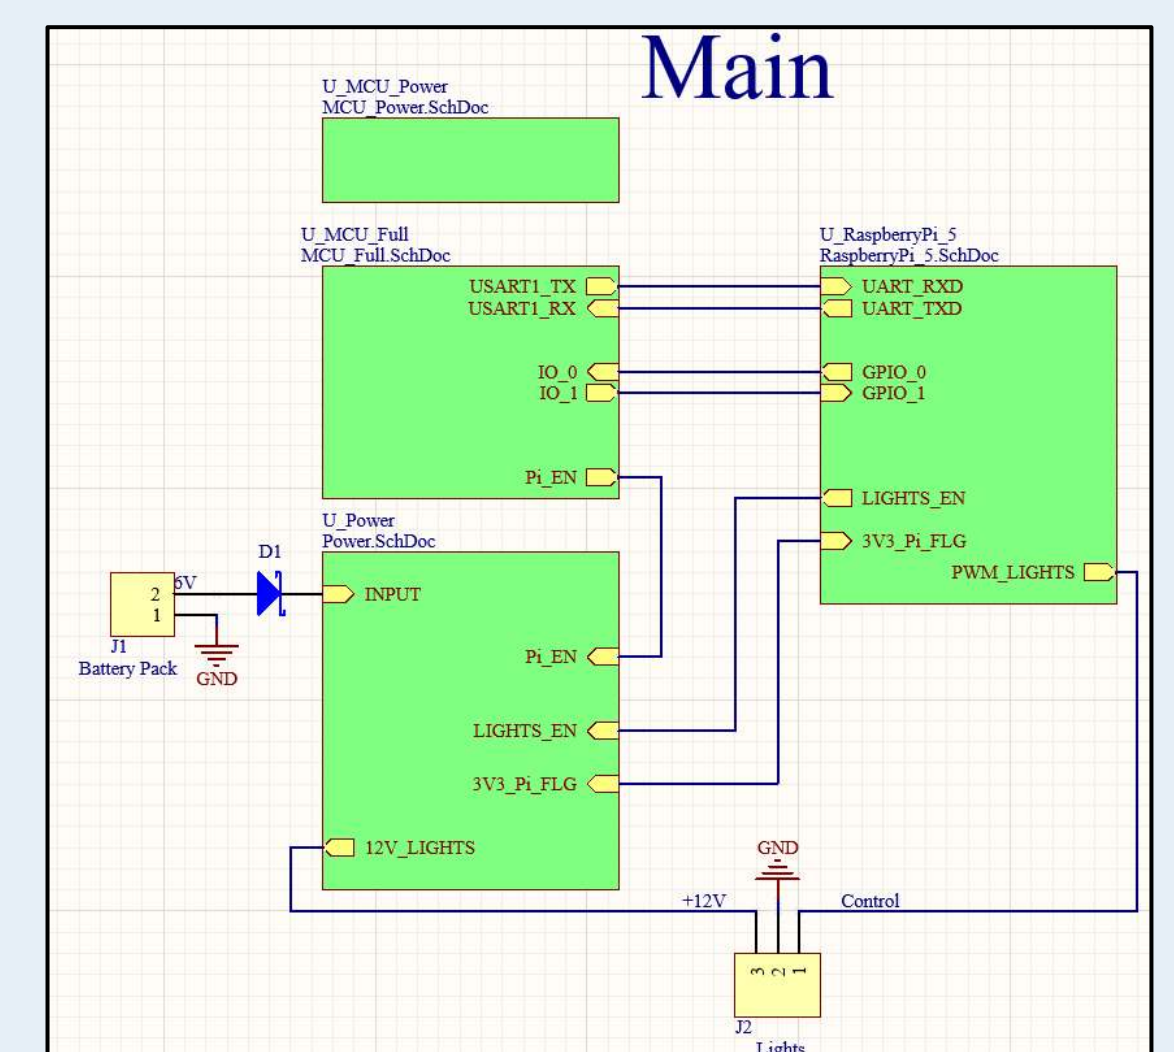 Main
U_MCU_Power
MCU_Power.SchDoc
U_MCU_Full
MCU_Full.SchDoc
USART1_TX
USART1_RX
IO_0
IO_1
Pi_EN
U_RaspberryPi_5
RaspberryPi_5.SchDoc
UART_RXD
UART_TXD
GPIO_0
GPIO_1
LIGHTS_EN
3V3_Pi_FLG
PWM_LIGHTS
U_Power
Power.SchDoc
D1
6V
2
1
J1
Battery Pack
GND
INPUT
Pi_EN
LIGHTS_EN
3V3_Pi_FLG
12V_LIGHTS
GND
+12V
Control
3 2 1
J2
Lights